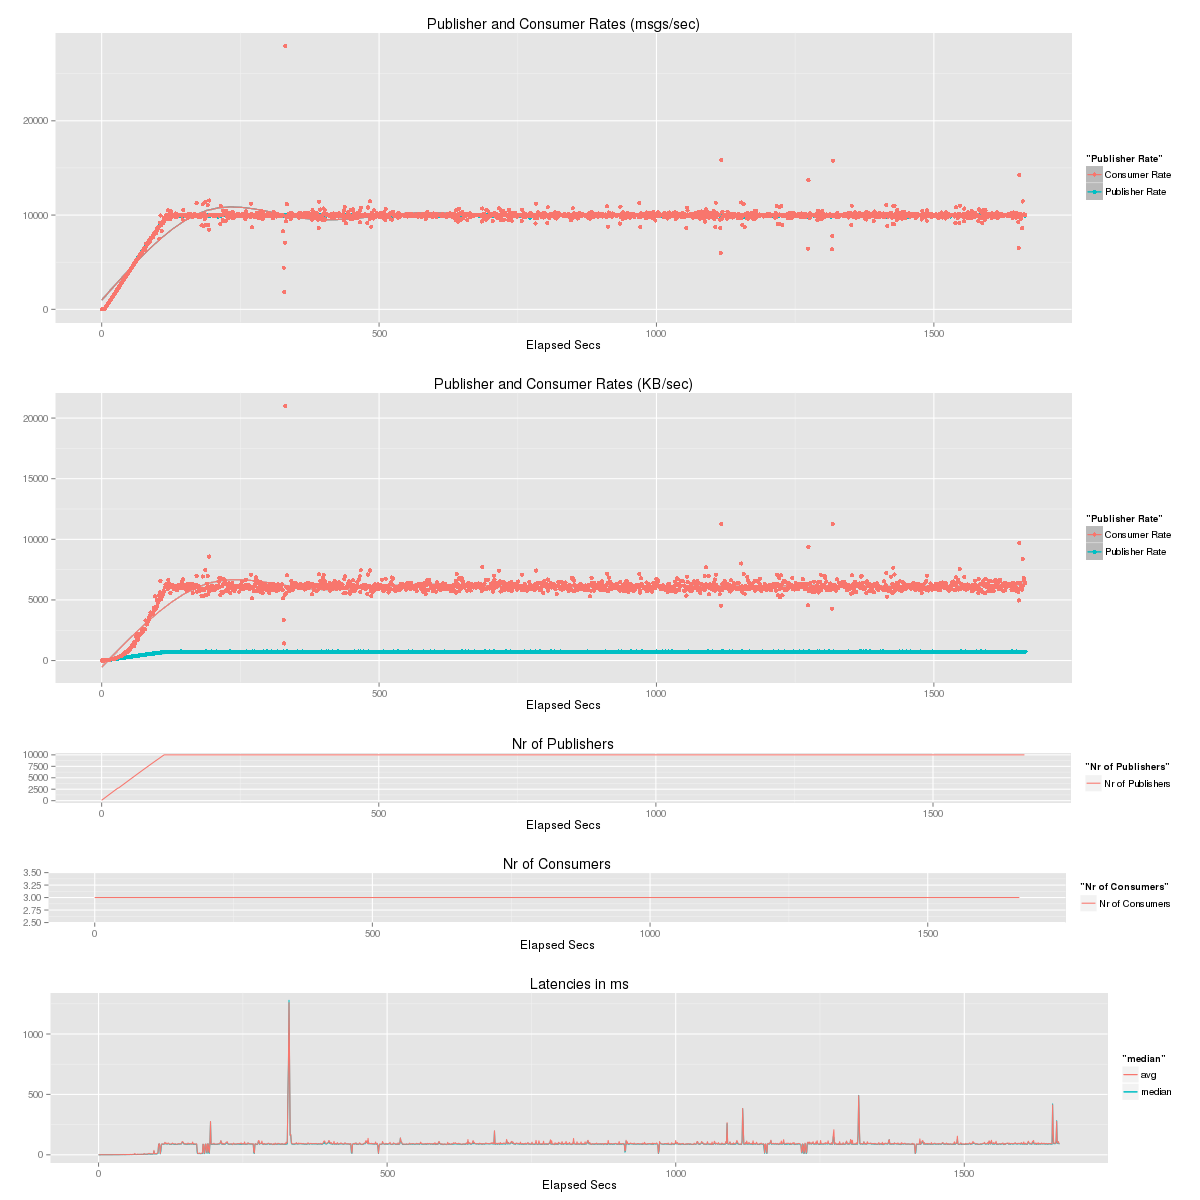 Publisher and Consumer Rates (msgs/sec)
20000
10000
0
0 500 1000 1500
Elapsed Secs
"Publisher Rate"
Consumer Rate
Publisher Rate
Publisher and Consumer Rates (KB/sec)
20000
15000
10000
5000
0
0 500 1000 1500
Elapsed Secs
"Publisher Rate"
Consumer Rate
Publisher Rate
Nr of Publishers
10000
7500
5000
2500
0
0 500 1000 1500
Elapsed Secs
"Nr of Publishers"
Nr of Publishers
Nr of Consumers
3.50
3.25
3.00
2.75
2.50
0 500 1000 1500
Elapsed Secs
"Nr of Consumers"
Nr of Consumers
Latencies in ms
1000
500
0
0 500 1000 1500
Elapsed Secs
"median"
avg
median